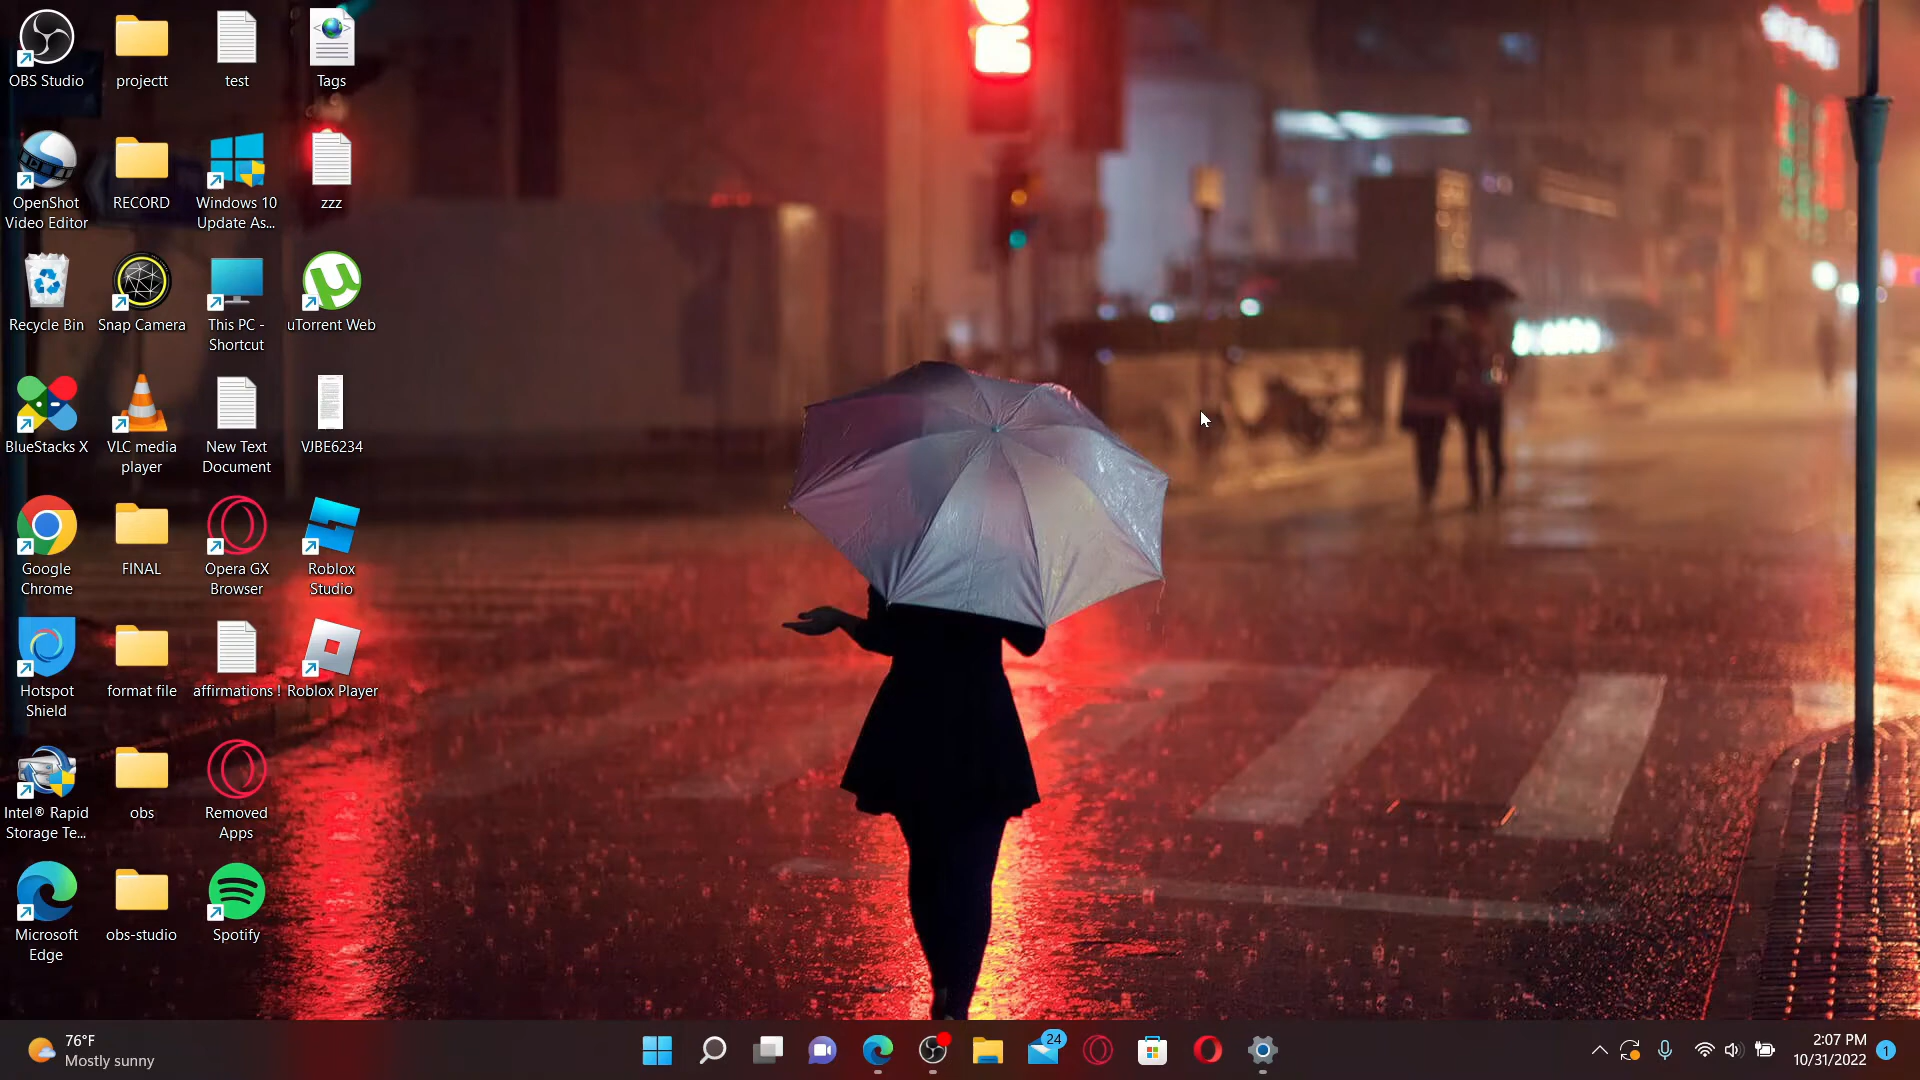 OBS Studio
projectt
test
Tags
OpenShot
Video Editor
RECORD
Windows 10
Update As...
zzz
Recycle Bin
Snap Camera
This PC -
Shortcut
uTorrent Web
BlueStacks X
VLC media
player
New Text
Document
VJBE6234
Google
Chrome
FINAL
Opera GX
Browser
Roblox
Studio
Hotspot
Shield
format file
affirmations !
Roblox Player
Intel® Rapid
Storage Te...
obs
Removed
Apps
Microsoft
Edge
obs-studio
Spotify
76°F
Mostly sunny
24
2:07 PM
10/31/2022
1